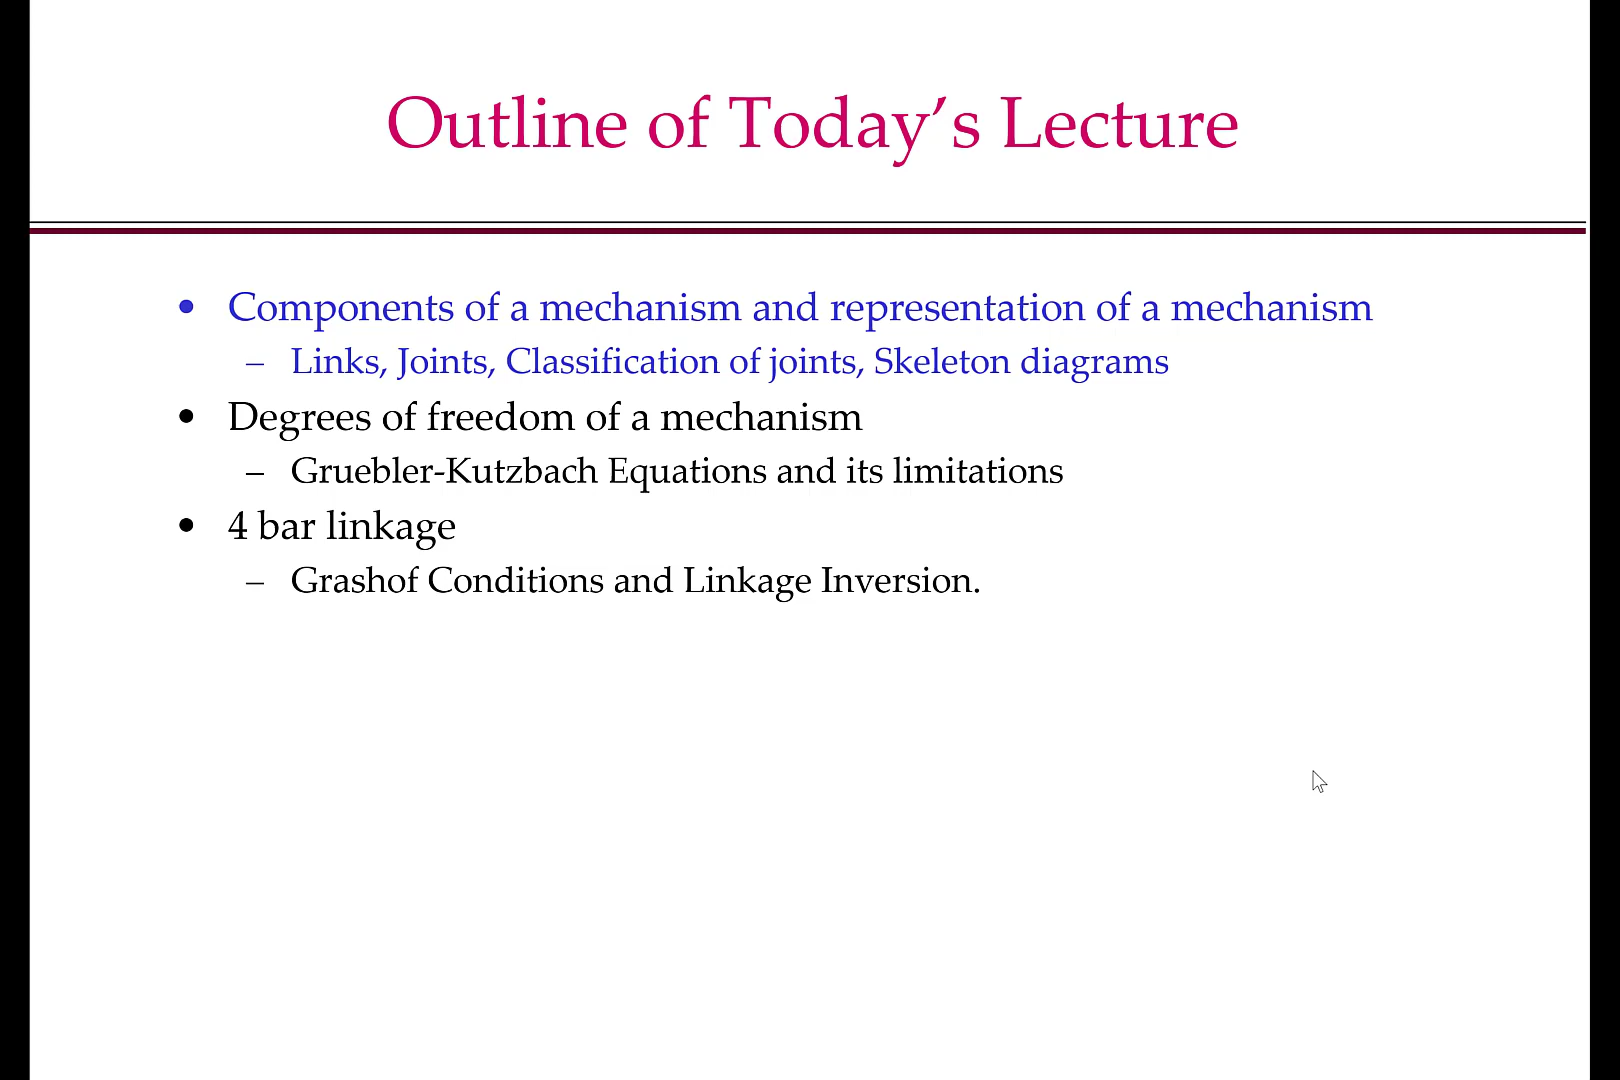 Outline of Today’s Lecture
• Components of a mechanism and representation of a mechanism
– Links, Joints, Classification of joints, Skeleton diagrams
• Degrees of freedom of a mechanism
– Gruebler-Kutzbach Equations and its limitations
• 4 bar linkage
– Grashof Conditions and Linkage Inversion.